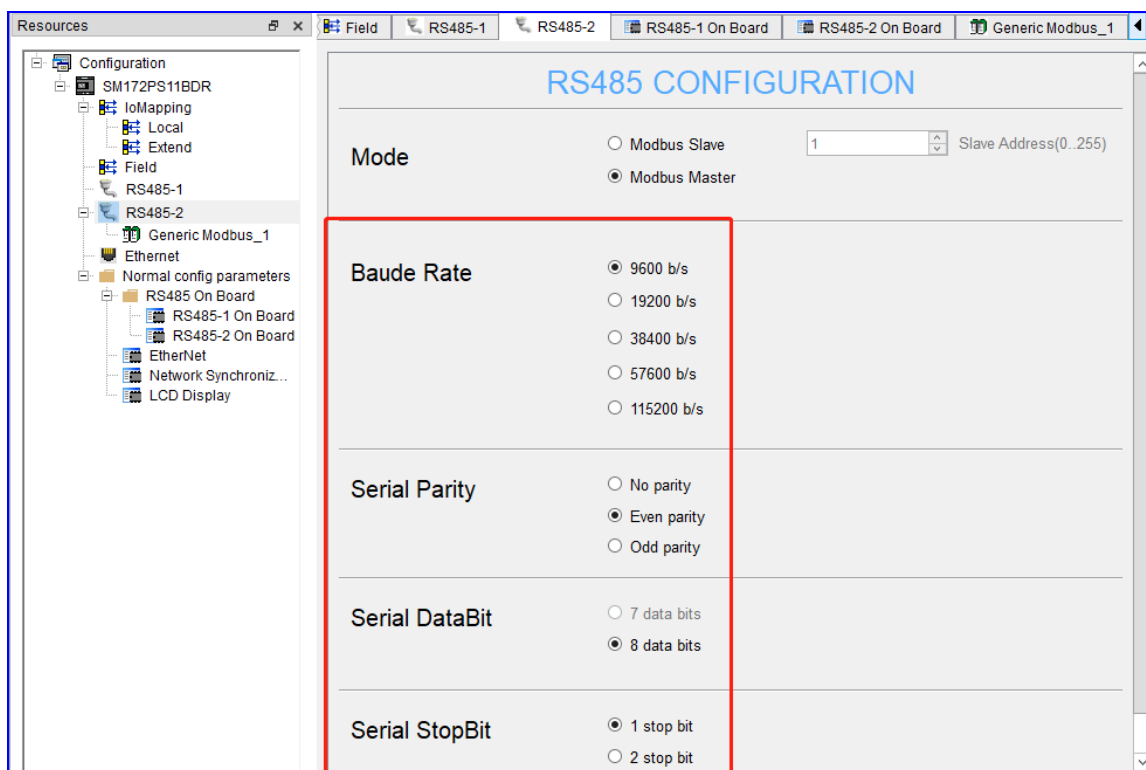 Resources
Configuration
SM172PS11BDR
IoMapping
Local
Extend
Field
RS485-1
RS485-2
Generic Modbus_1
Ethernet
Normal config parameters
RS485 On Board
RS485-1 On Board
RS485-2 On Board
EtherNet
Network Synchroniz...
LCD Display
Field RS485-1 RS485-2 RS485-1 On Board RS485-2 On Board Generic Modbus_1
RS485 CONFIGURATION
Mode
Modbus Slave 1 Slave Address(0..255)
Modbus Master
Baude Rate
9600 b/s
19200 b/s
38400 b/s
57600 b/s
115200 b/s
Serial Parity
No parity
Even parity
Odd parity
Serial DataBit
7 data bits
8 data bits
Serial StopBit
1 stop bit
2 stop bit